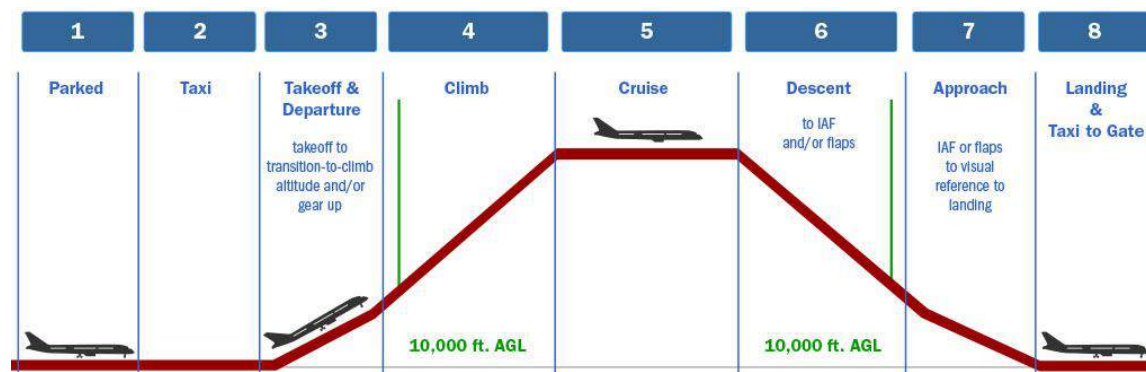 1
2
3
4
5
6
7
8
Parked
Taxi
Takeoff &
Departure
takeoff to
transition-to-climb
altitude and/or
gear up
Climb
Cruise
Descent
to IAF
and/or flaps
Approach
IAF or flaps
to visual
reference to
landing
Landing
&
Taxi to Gate
10,000 ft. AGL
10,000 ft. AGL